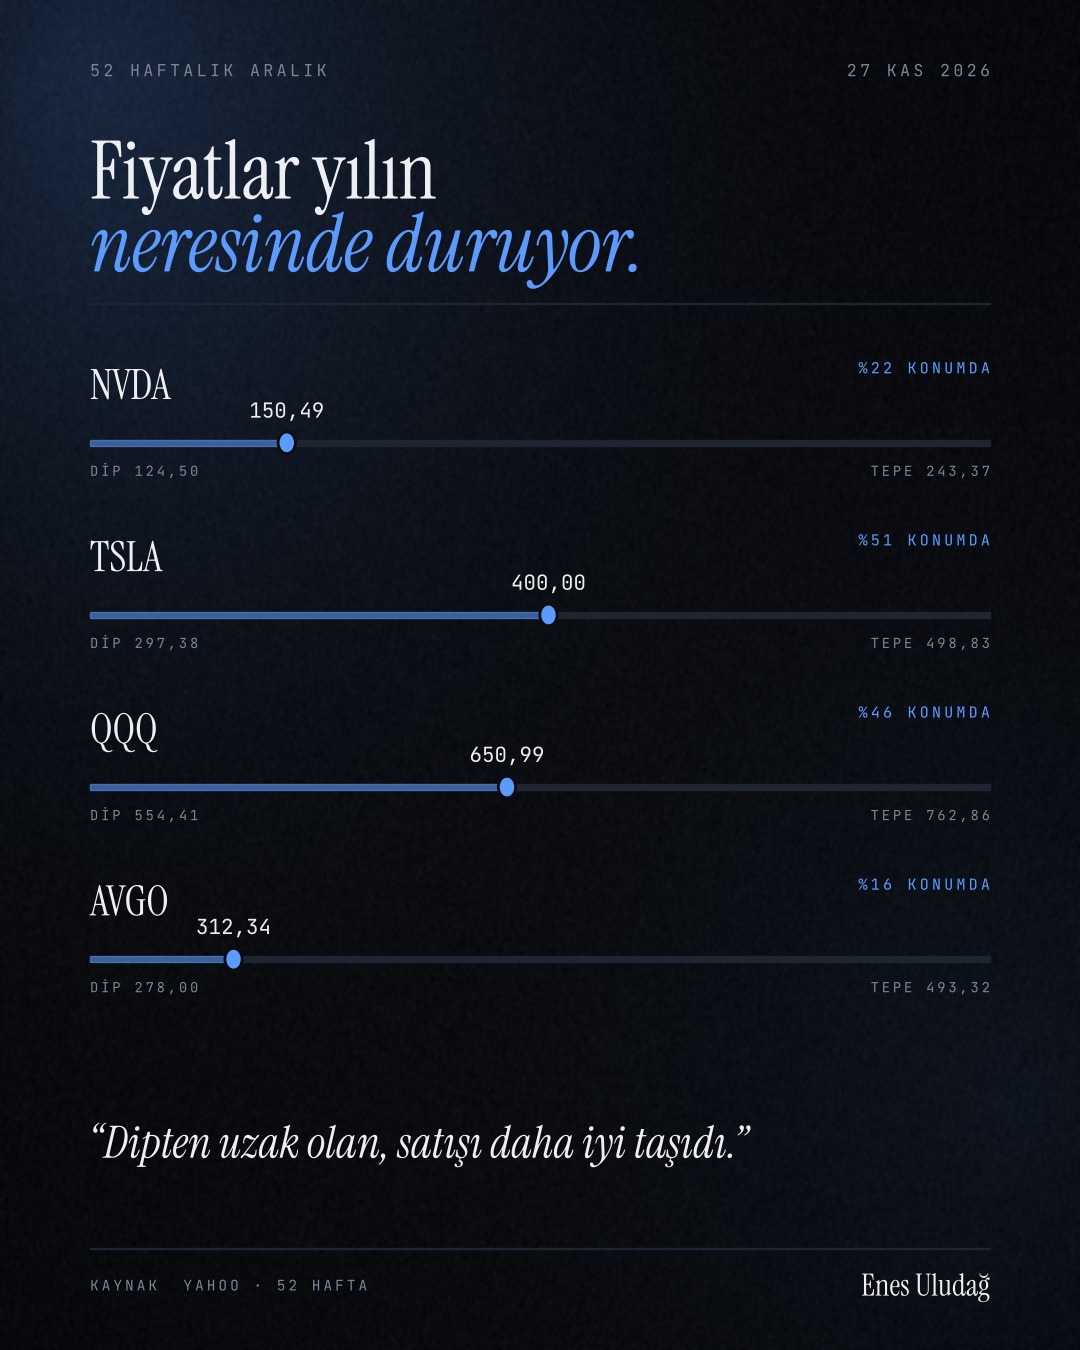 52 HAFTALIK ARALIK
27 KAS 2026
Fiyatlar yılın
neresinde duruyor.
NVDA
%22 KONUMDA
150,49
DİP 124,50
TEPE 243,37
TSLA
%51 KONUMDA
400,00
DİP 297,38
TEPE 498,83
QQQ
%46 KONUMDA
650,99
DİP 554,41
TEPE 762,86
AVGO
%16 KONUMDA
312,34
DİP 278,00
TEPE 493,32
“Dipten uzak olan, satışı daha iyi taşıdı.”
KAYNAK YAHOO · 52 HAFTA
Enes Uludağ